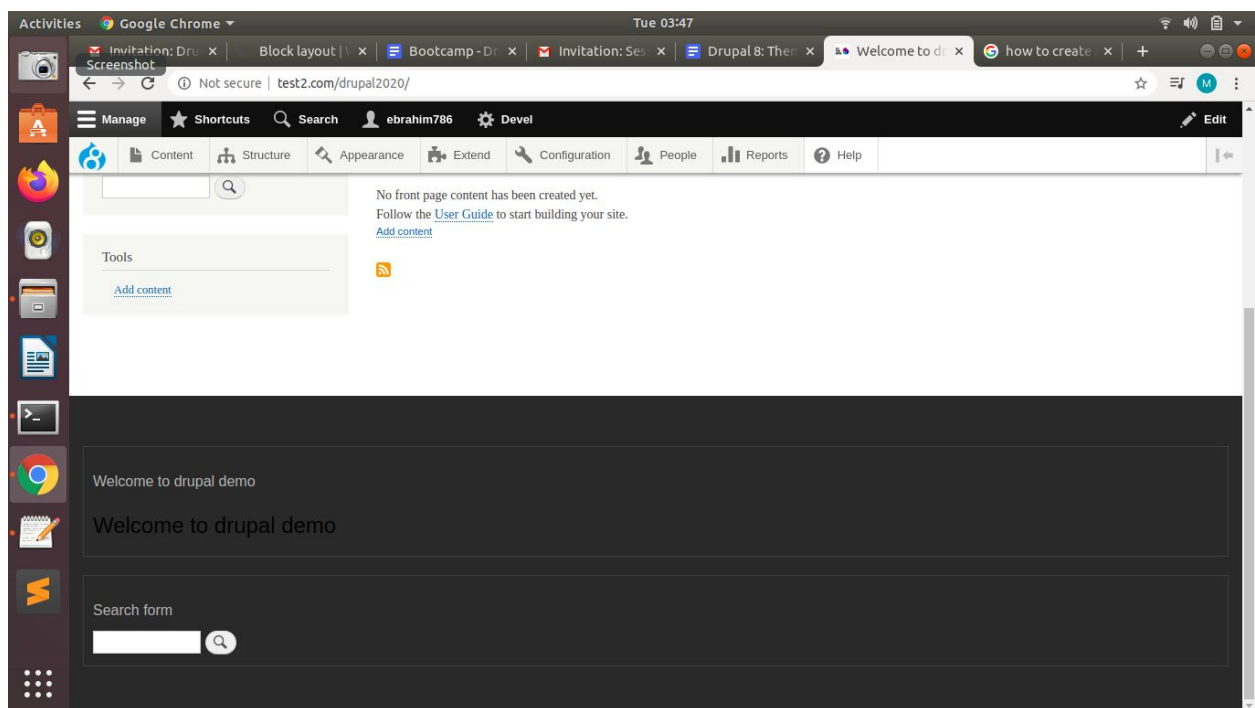 Activities Google Chrome Tue 03:47
Invitation: Dru Block layout | Bootcamp - Dr Invitation: Ses Drupal 8: Then Welcome to dr how to create
Screenshot
Not secure | test2.com/drupal2020/ M
Manage Shortcuts Search ebrahim786 Devel Edit
Content Structure Appearance Extend Configuration People Reports Help
No front page content has been created yet.
Follow the User Guide to start building your site.
Add content
Tools
Add content
Welcome to drupal demo
Welcome to drupal demo
Search form